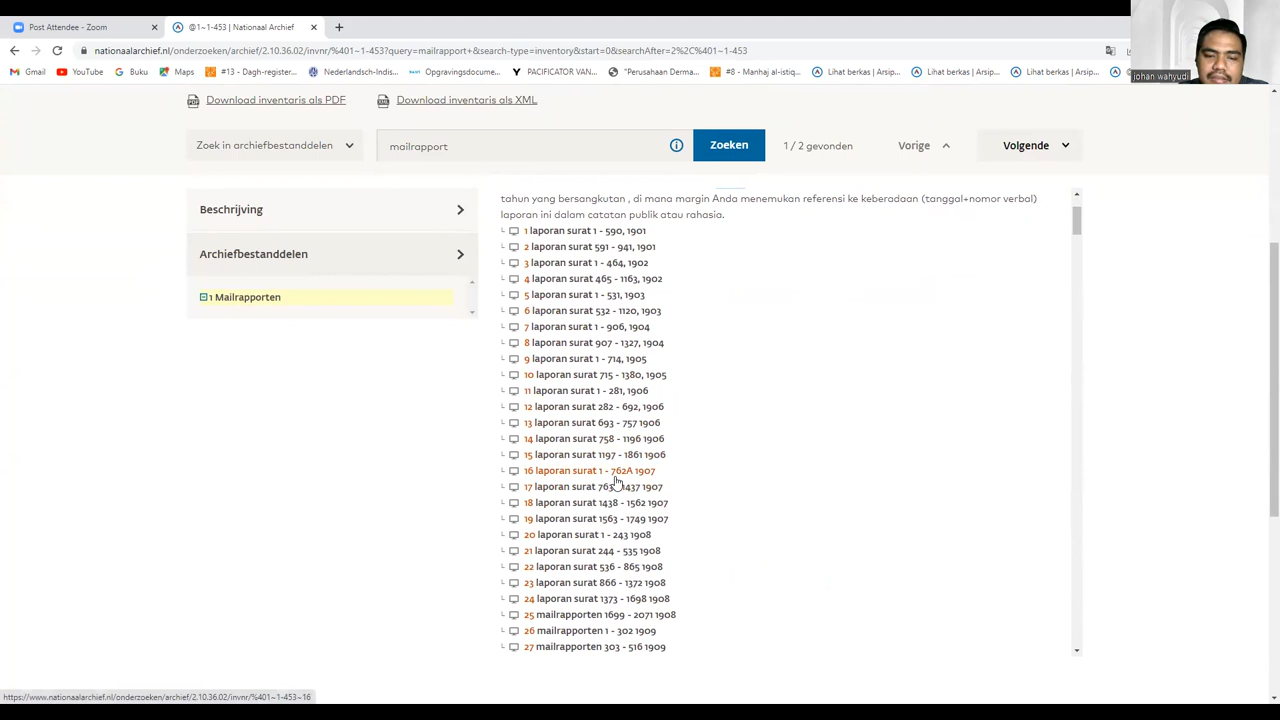 Post Attendee - Zoom
@1~1-453 | Nationaal Archief
nationaalarchief.nl/onderzoeken/archief/2.10.36.02/invnr/%401~1-453?query=mailrapport+&search-type=inventory&start=0&searchAfter=2%2C%401~1-453
Gmail
YouTube
Buku
Maps
#13 - Dagh-register...
Nederlandsch-Indis...
Opgravingsdocume...
PACIFICATOR VAN...
"Perusahaan Derma...
#8 - Manhaj al-istiq...
Lihat berkas | Arsip...
Lihat berkas | Arsip...
Lihat berkas | Arsip...
johan wahyudi
Download inventaris als PDF
Download inventaris als XML
Zoek in archiefbestanddelen
mailrapport
Zoeken
1 / 2 gevonden
Vorige
Volgende
Beschrijving
Archiefbestanddelen
1 Mailrapporten
tahun yang bersangkutan , di mana margin Anda menemukan referensi ke keberadaan (tanggal+nomor verbal)
laporan ini dalam catatan publik atau rahasia.
1 laporan surat 1 - 590, 1901
2 laporan surat 591 - 941, 1901
3 laporan surat 1 - 464, 1902
4 laporan surat 465 - 1163, 1902
5 laporan surat 1 - 531, 1903
6 laporan surat 532 - 1120, 1903
7 laporan surat 1 - 906, 1904
8 laporan surat 907 - 1327, 1904
9 laporan surat 1 - 714, 1905
10 laporan surat 715 - 1380, 1905
11 laporan surat 1 - 281, 1906
12 laporan surat 282 - 692, 1906
13 laporan surat 693 - 757 1906
14 laporan surat 758 - 1196 1906
15 laporan surat 1197 - 1861 1906
16 laporan surat 1 - 762A 1907
17 laporan surat 763 - 1437 1907
18 laporan surat 1438 - 1562 1907
19 laporan surat 1563 - 1749 1907
20 laporan surat 1 - 243 1908
21 laporan surat 244 - 535 1908
22 laporan surat 536 - 865 1908
23 laporan surat 866 - 1372 1908
24 laporan surat 1373 - 1698 1908
25 mailrapporten 1699 - 2071 1908
26 mailrapporten 1 - 302 1909
27 mailrapporten 303 - 516 1909
https://www.nationaalarchief.nl/onderzoeken/archief/2.10.36.02/invnr/%401~1-453~16